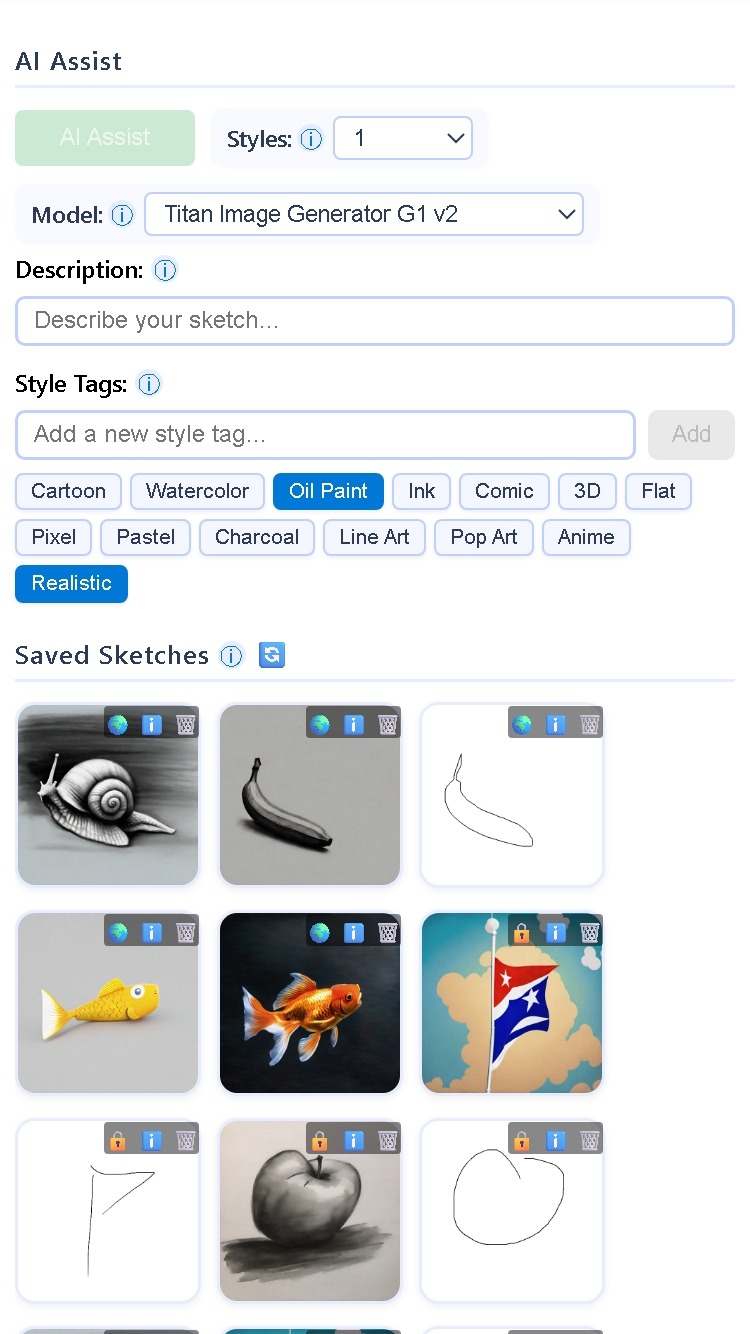 AI Assist
AI Assist Styles: ⓘ 1
Model: ⓘ Titan Image Generator G1 v2
Description: ⓘ
Describe your sketch...
Style Tags: ⓘ
Add a new style tag... Add
Cartoon Watercolor Oil Paint Ink Comic 3D Flat
Pixel Pastel Charcoal Line Art Pop Art Anime
Realistic
Saved Sketches ⓘ